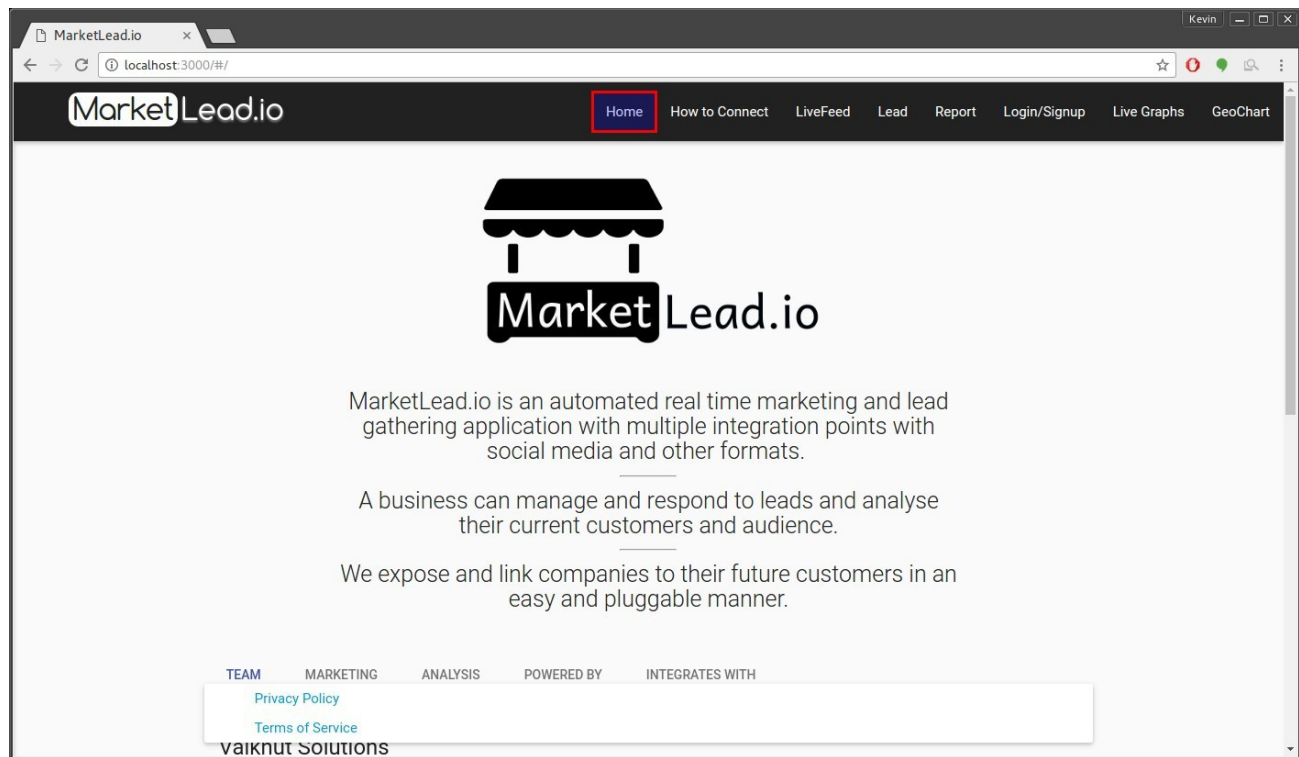 Kevin
MarketLead.io
localhost:3000/#/
MarketLead.io
Home How to Connect LiveFeed Lead Report Login/Signup Live Graphs GeoChart
MarketLead.io
MarketLead.io is an automated real time marketing and lead
gathering application with multiple integration points with
social media and other formats.
A business can manage and respond to leads and analyse
their current customers and audience.
We expose and link companies to their future customers in an
easy and pluggable manner.
TEAM MARKETING ANALYSIS POWERED BY INTEGRATES WITH
Privacy Policy
Terms of Service
Valknut Solutions